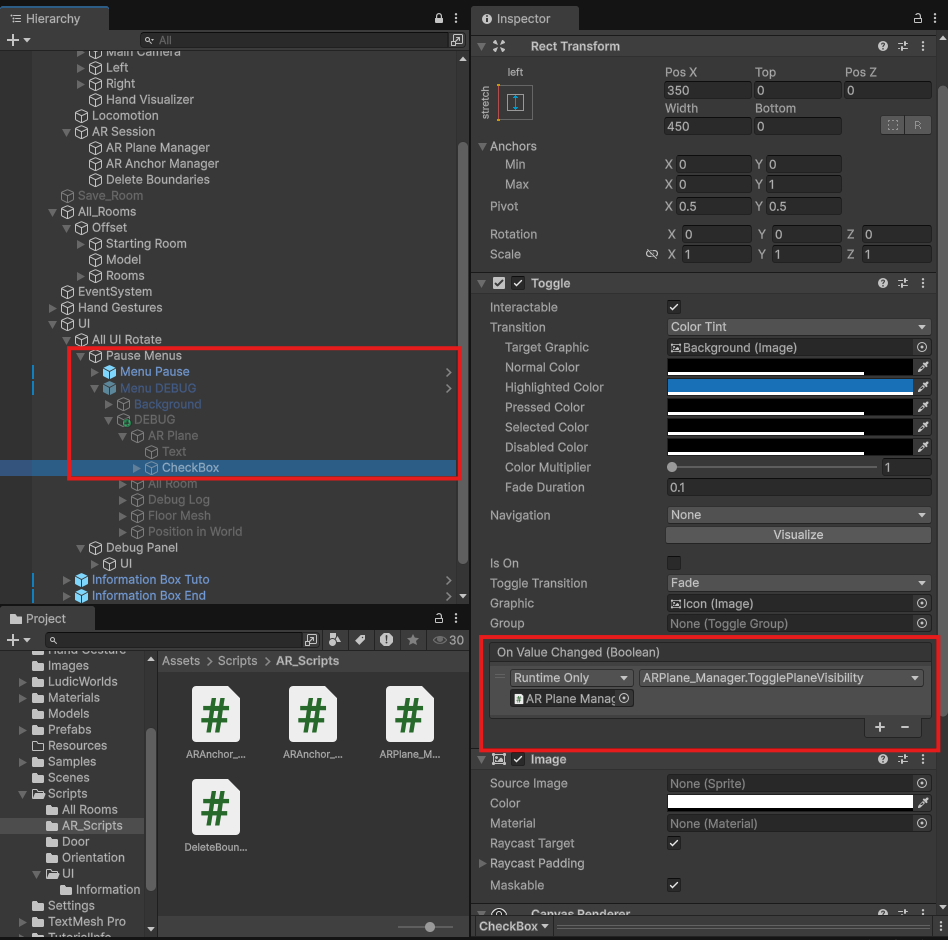 Hierarchy
All
Main Camera
Left
Right
Hand Visualizer
Locomotion
AR Session
AR Plane Manager
AR Anchor Manager
Delete Boundaries
Save_Room
All_Rooms
Offset
Starting Room
Model
Rooms
EventSystem
Hand Gestures
UI
All UI Rotate
Pause Menus
Menu Pause
Menu DEBUG
Background
DEBUG
AR Plane
Text
CheckBox
All Room
Debug Log
Floor Mesh
Position in World
Debug Panel
UI
Information Box Tuto
Information Box End
Project
30
Hand Gesture
Images
LudicWorlds
Materials
Models
Prefabs
Resources
Samples
Scenes
Scripts
All Rooms
AR_Scripts
Door
Orientation
UI
Information
Settings
TextMesh Pro
TutorialInfo
Assets > Scripts > AR_Scripts
ARAnchor_...
ARAnchor_...
ARPlane_M...
DeleteBoun...
Inspector
Rect Transform
left
stretch
Pos X Top Pos Z
350 0 0
Width Bottom
450 0
R
Anchors
Min X 0 Y 0
Max X 0 Y 1
Pivot X 0.5 Y 0.5
Rotation X 0 Y 0 Z 0
Scale X 1 Y 1 Z 1
Toggle
Interactable
Transition Color Tint
Target Graphic Background (Image)
Normal Color
Highlighted Color
Pressed Color
Selected Color
Disabled Color
Color Multiplier 1
Fade Duration 0.1
Navigation None
Visualize
Is On
Toggle Transition Fade
Graphic Icon (Image)
Group None (Toggle Group)
On Value Changed (Boolean)
Runtime Only ARPlane_Manager.TogglePlaneVisibility
AR Plane Manag
+ −
Image
Source Image None (Sprite)
Color
Material None (Material)
Raycast Target
Raycast Padding
Maskable
Canvas Renderer
CheckBox